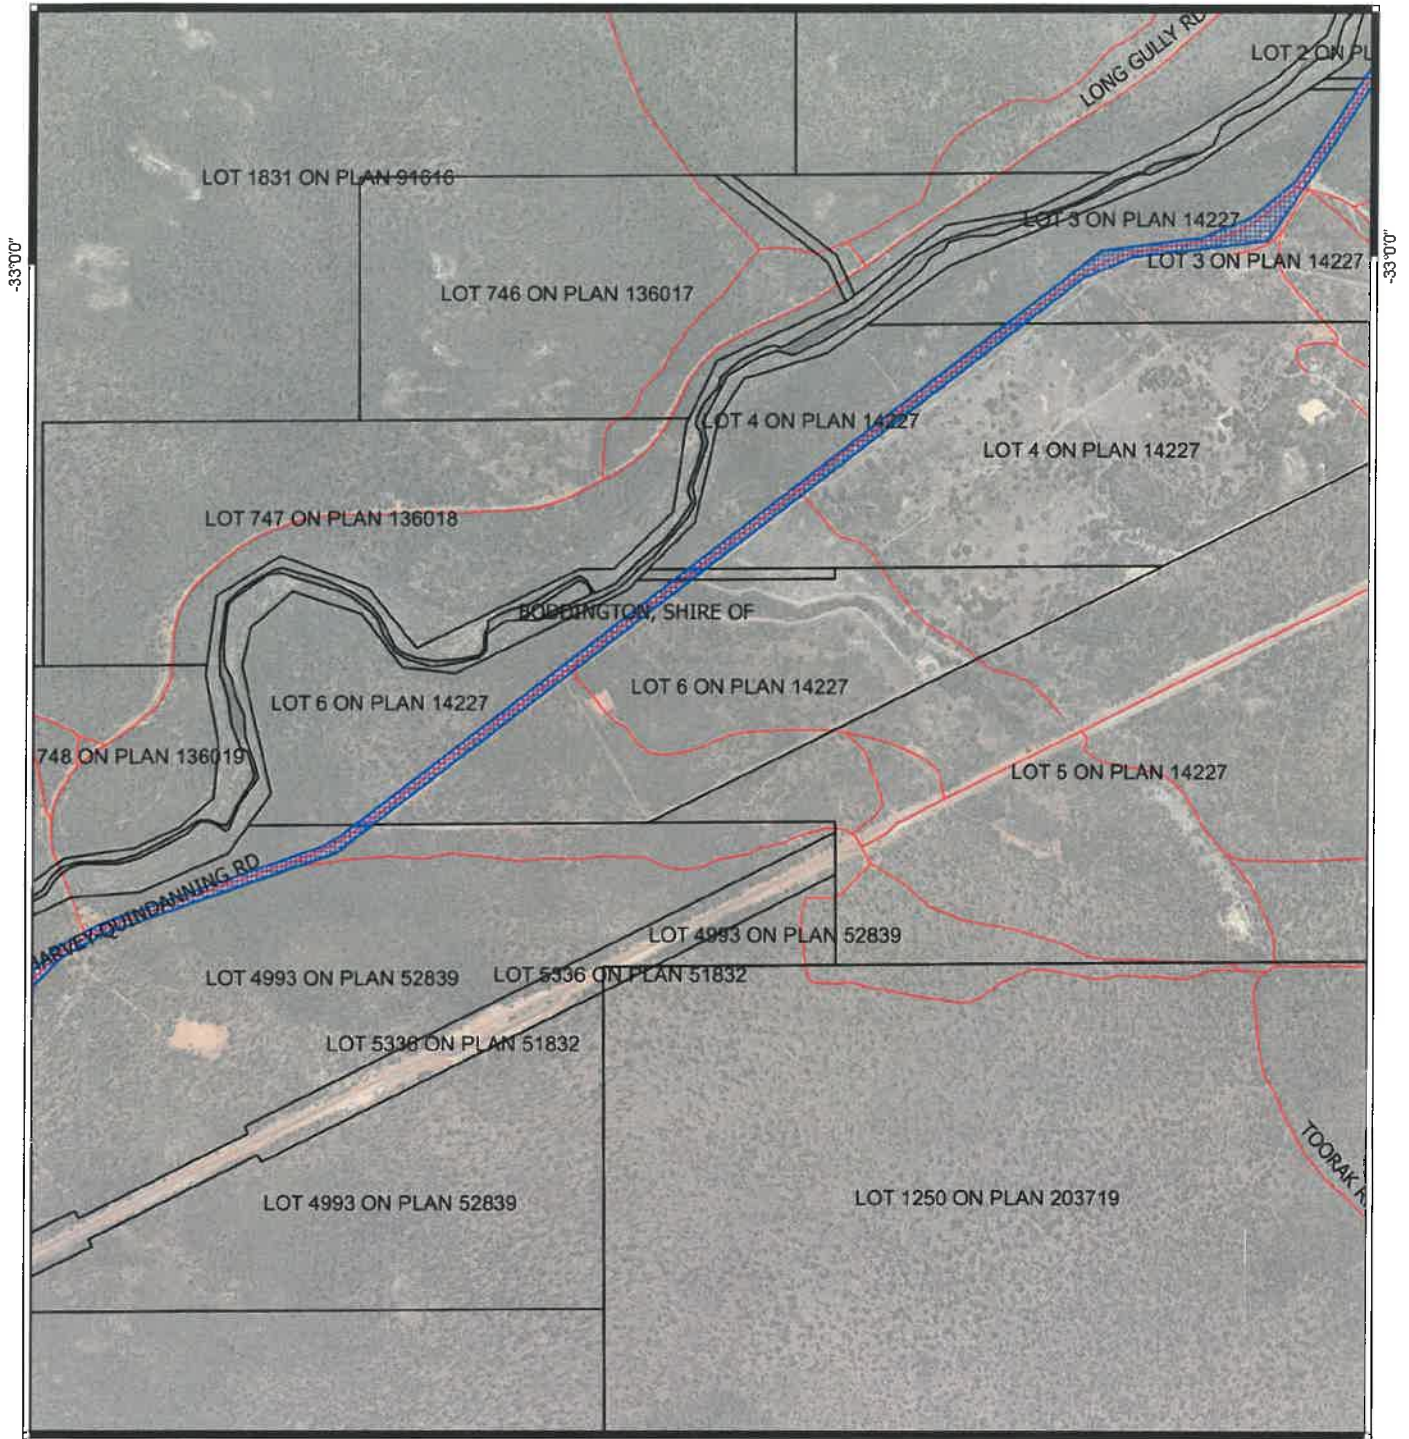 LONG GULLY RD
LOT 2 ON PL
LOT 1831 ON PLAN 91616
LOT 3 ON PLAN 14227
-33°0'0"
-33°0'0"
LOT 3 ON PLAN 14227
LOT 746 ON PLAN 136017
LOT 4 ON PLAN 14227
LOT 4 ON PLAN 14227
LOT 747 ON PLAN 136018
BODDINGTON, SHIRE OF
LOT 6 ON PLAN 14227
LOT 6 ON PLAN 14227
748 ON PLAN 136019
LOT 5 ON PLAN 14227
HARVEY-QUINDANNING RD
LOT 4993 ON PLAN 52839
LOT 4993 ON PLAN 52839
LOT 5336 ON PLAN 51832
LOT 5336 ON PLAN 51832
TOORAK R
LOT 4993 ON PLAN 52839
LOT 1250 ON PLAN 203719